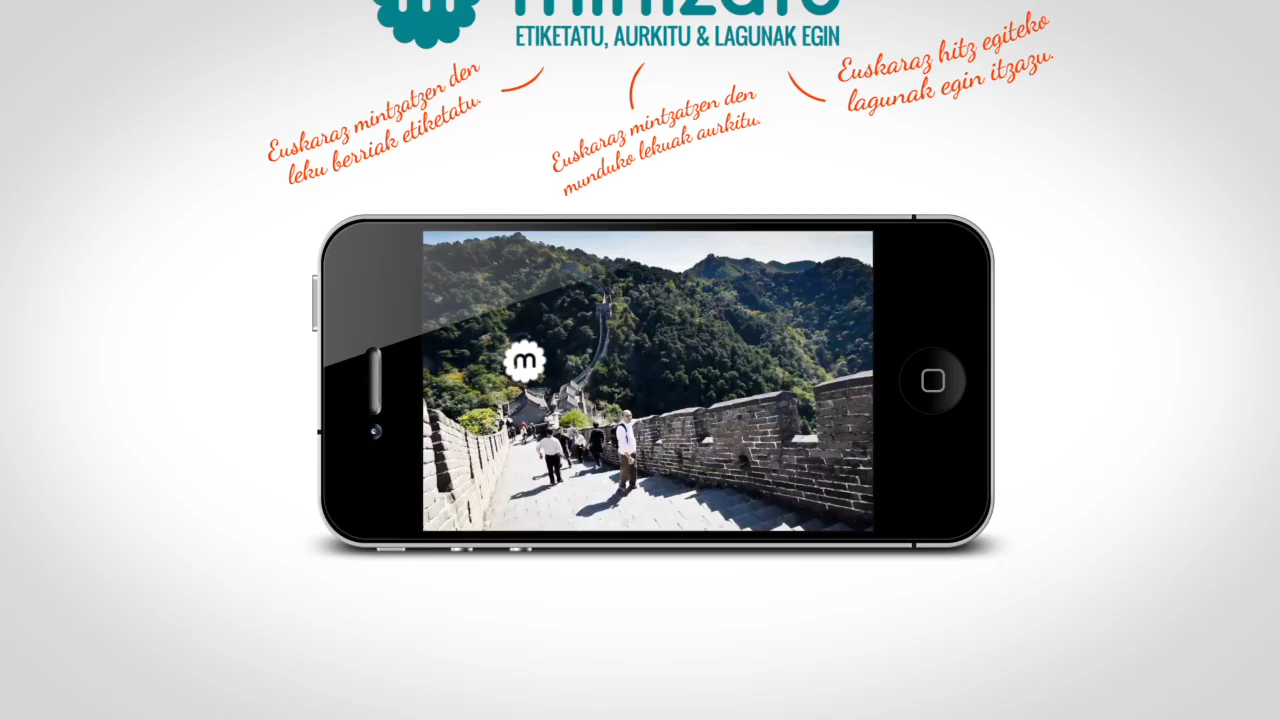 ETIKETATU, AURKITU & LAGUNAK EGIN
Euskaraz mintzatzen den
leku berriak etiketatu.
Euskaraz mintzatzen den
munduko lekuak aurkitu.
Euskaraz hitz egiteko
lagunak egin itzazu.
m